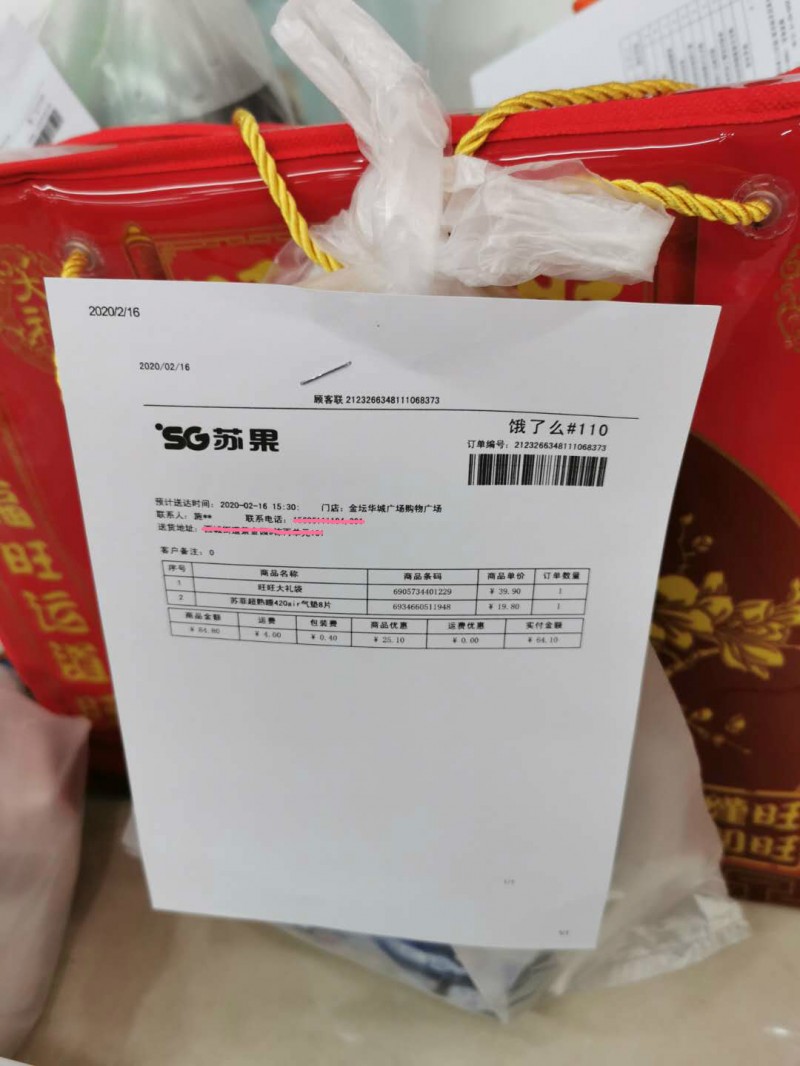 2020/2/16
2020/02/16
顾客联 2123266348111068373
SG苏果
饿了么#110
订单编号：2123266348111068373
预计送达时间：2020-02-16 15:30： 门店：金坛华城广场购物广场
联系人：施** 联系电话：
送货地址：
客户备注：0
序号 商品名称 商品条码 商品单价 订单数量
1 旺旺大礼袋 6905734401229 ¥ 39.90 1
2 苏菲超熟睡420air气垫8片 6934660511948 ¥ 19.80 1
商品金额 运费 包装费 商品优惠 运费优惠 实付金额
¥ 84.80 ¥ 4.00 ¥ 0.40 ¥ 25.10 ¥ 0.00 ¥ 64.10
福旺运道旺